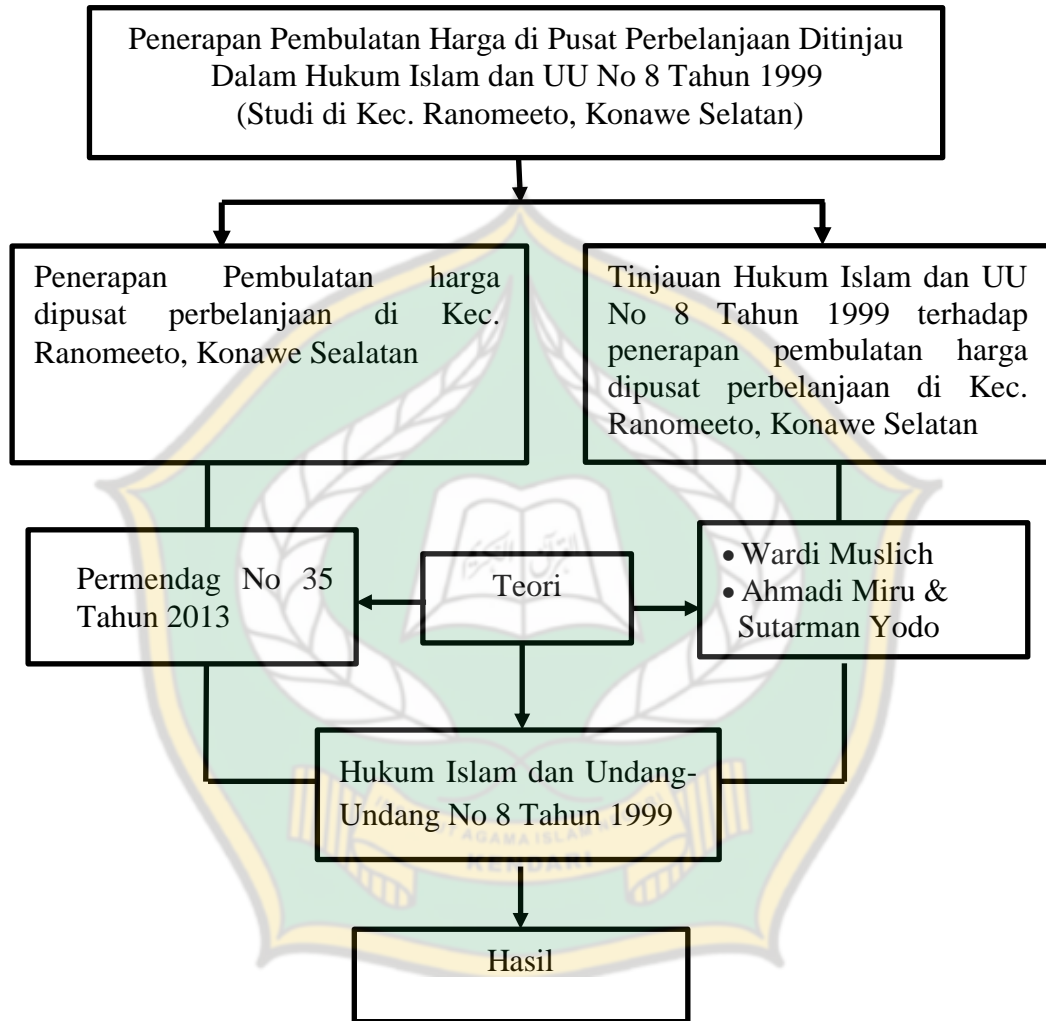 Penerapan Pembulatan Harga di Pusat Perbelanjaan Ditinjau
Dalam Hukum Islam dan UU No 8 Tahun 1999
(Studi di Kec. Ranomeeto, Konawe Selatan)
Penerapan Pembulatan harga
dipusat perbelanjaan di Kec.
Ranomeeto, Konawe Sealatan
Tinjauan Hukum Islam dan UU
No 8 Tahun 1999 terhadap
penerapan pembulatan harga
dipusat perbelanjaan di Kec.
Ranomeeto, Konawe Selatan
Permendag No 35
Tahun 2013
Teori
• Wardi Muslich
• Ahmadi Miru &
Sutarman Yodo
Hukum Islam dan Undang-
Undang No 8 Tahun 1999
AGAMA ISLAM
KENDARI
Hasil